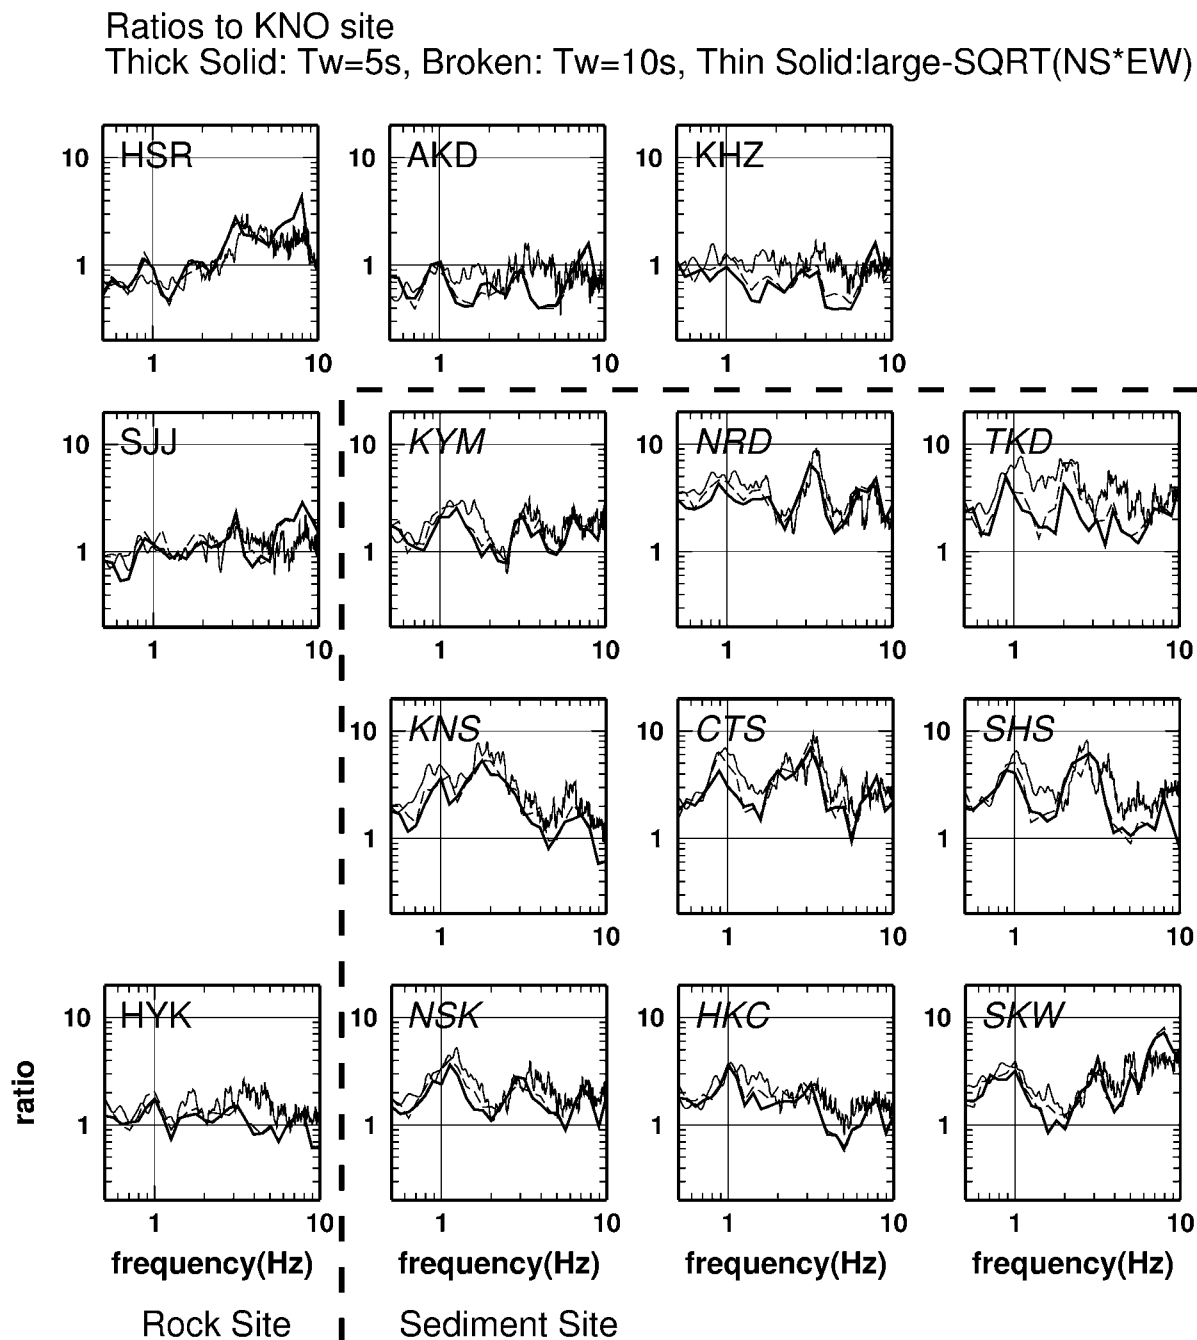 Ratios to KNO site
Thick Solid: Tw=5s, Broken: Tw=10s, Thin Solid:large-SQRT(NS*EW)
HSR AKD KHZ
10 10 10
1 1 1
1 10 1 10 1 10
SJJ KYM NRD TKD
10 10 10 10
1 1 1 1
1 10 1 10 1 10 1 10
KNS CTS SHS
10 10 10
1 1 1
1 10 1 10 1 10
HYK NSK HKC SKW
10 10 10 10
ratio
1 1 1 1
1 10 1 10 1 10 1 10
frequency(Hz) frequency(Hz) frequency(Hz) frequency(Hz)
Rock Site Sediment Site